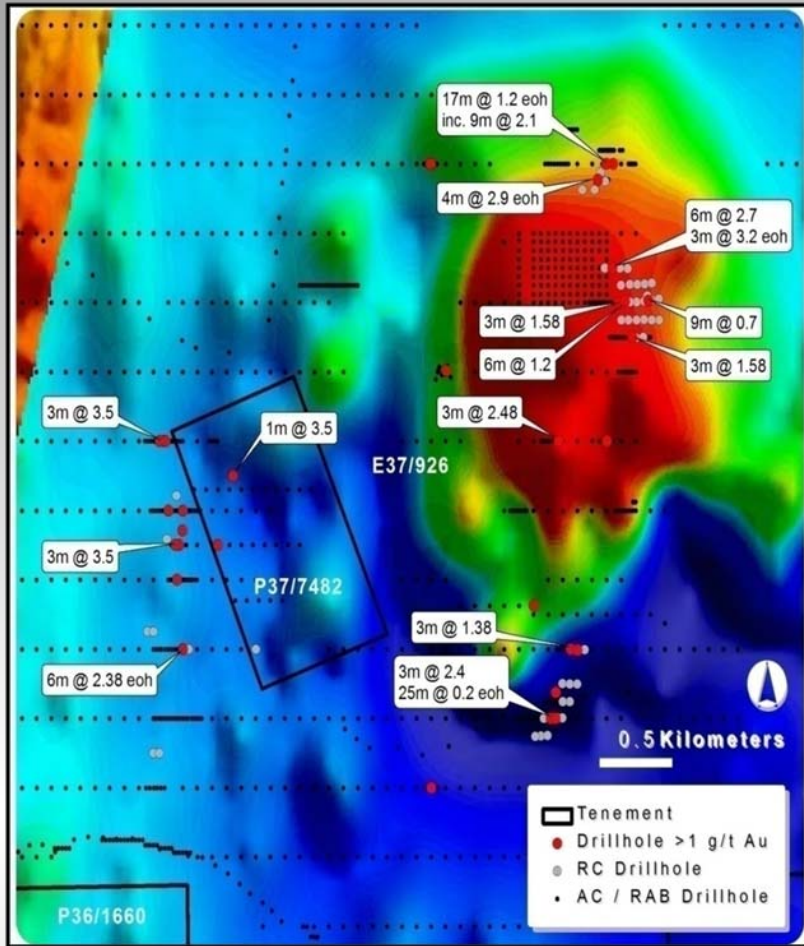 17m @ 1.2 eoh
inc. 9m @ 2.1
4m @ 2.9 eoh
6m @ 2.7
3m @ 3.2 eoh
3m @ 1.58
9m @ 0.7
6m @ 1.2
3m @ 1.58
3m @ 3.5
3m @ 2.48
1m @ 3.5
E37/926
3m @ 3.5
P37/7482
3m @ 1.38
6m @ 2.38 eoh
3m @ 2.4
25m @ 0.2 eoh
0.5 Kilometers
Tenement
Drillhole >1 g/t Au
RC Drillhole
AC / RAB Drillhole
P36/1660